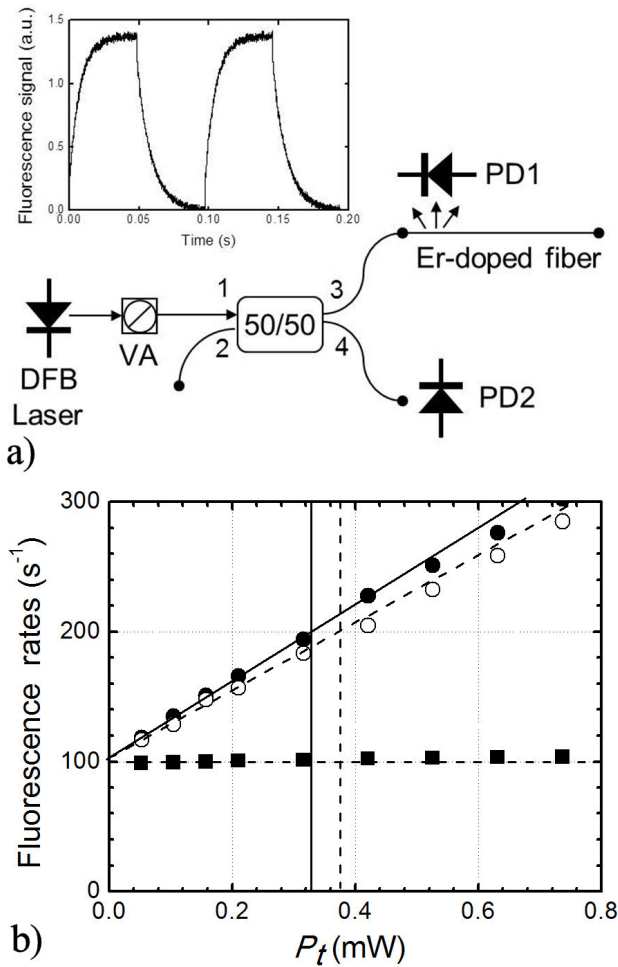 Fluorescence signal (a.u.)
1.5
1.0
0.5
0.0
0.00 0.05 0.10 0.15 0.20
Time (s)
PD1
Er-doped fiber
1 3
50/50
2 4
VA
DFB
Laser
PD2
a)
Fluorescence rates (s⁻¹)
300
200
100
0
0.0 0.2 0.4 0.6 0.8
P_t (mW)
b)